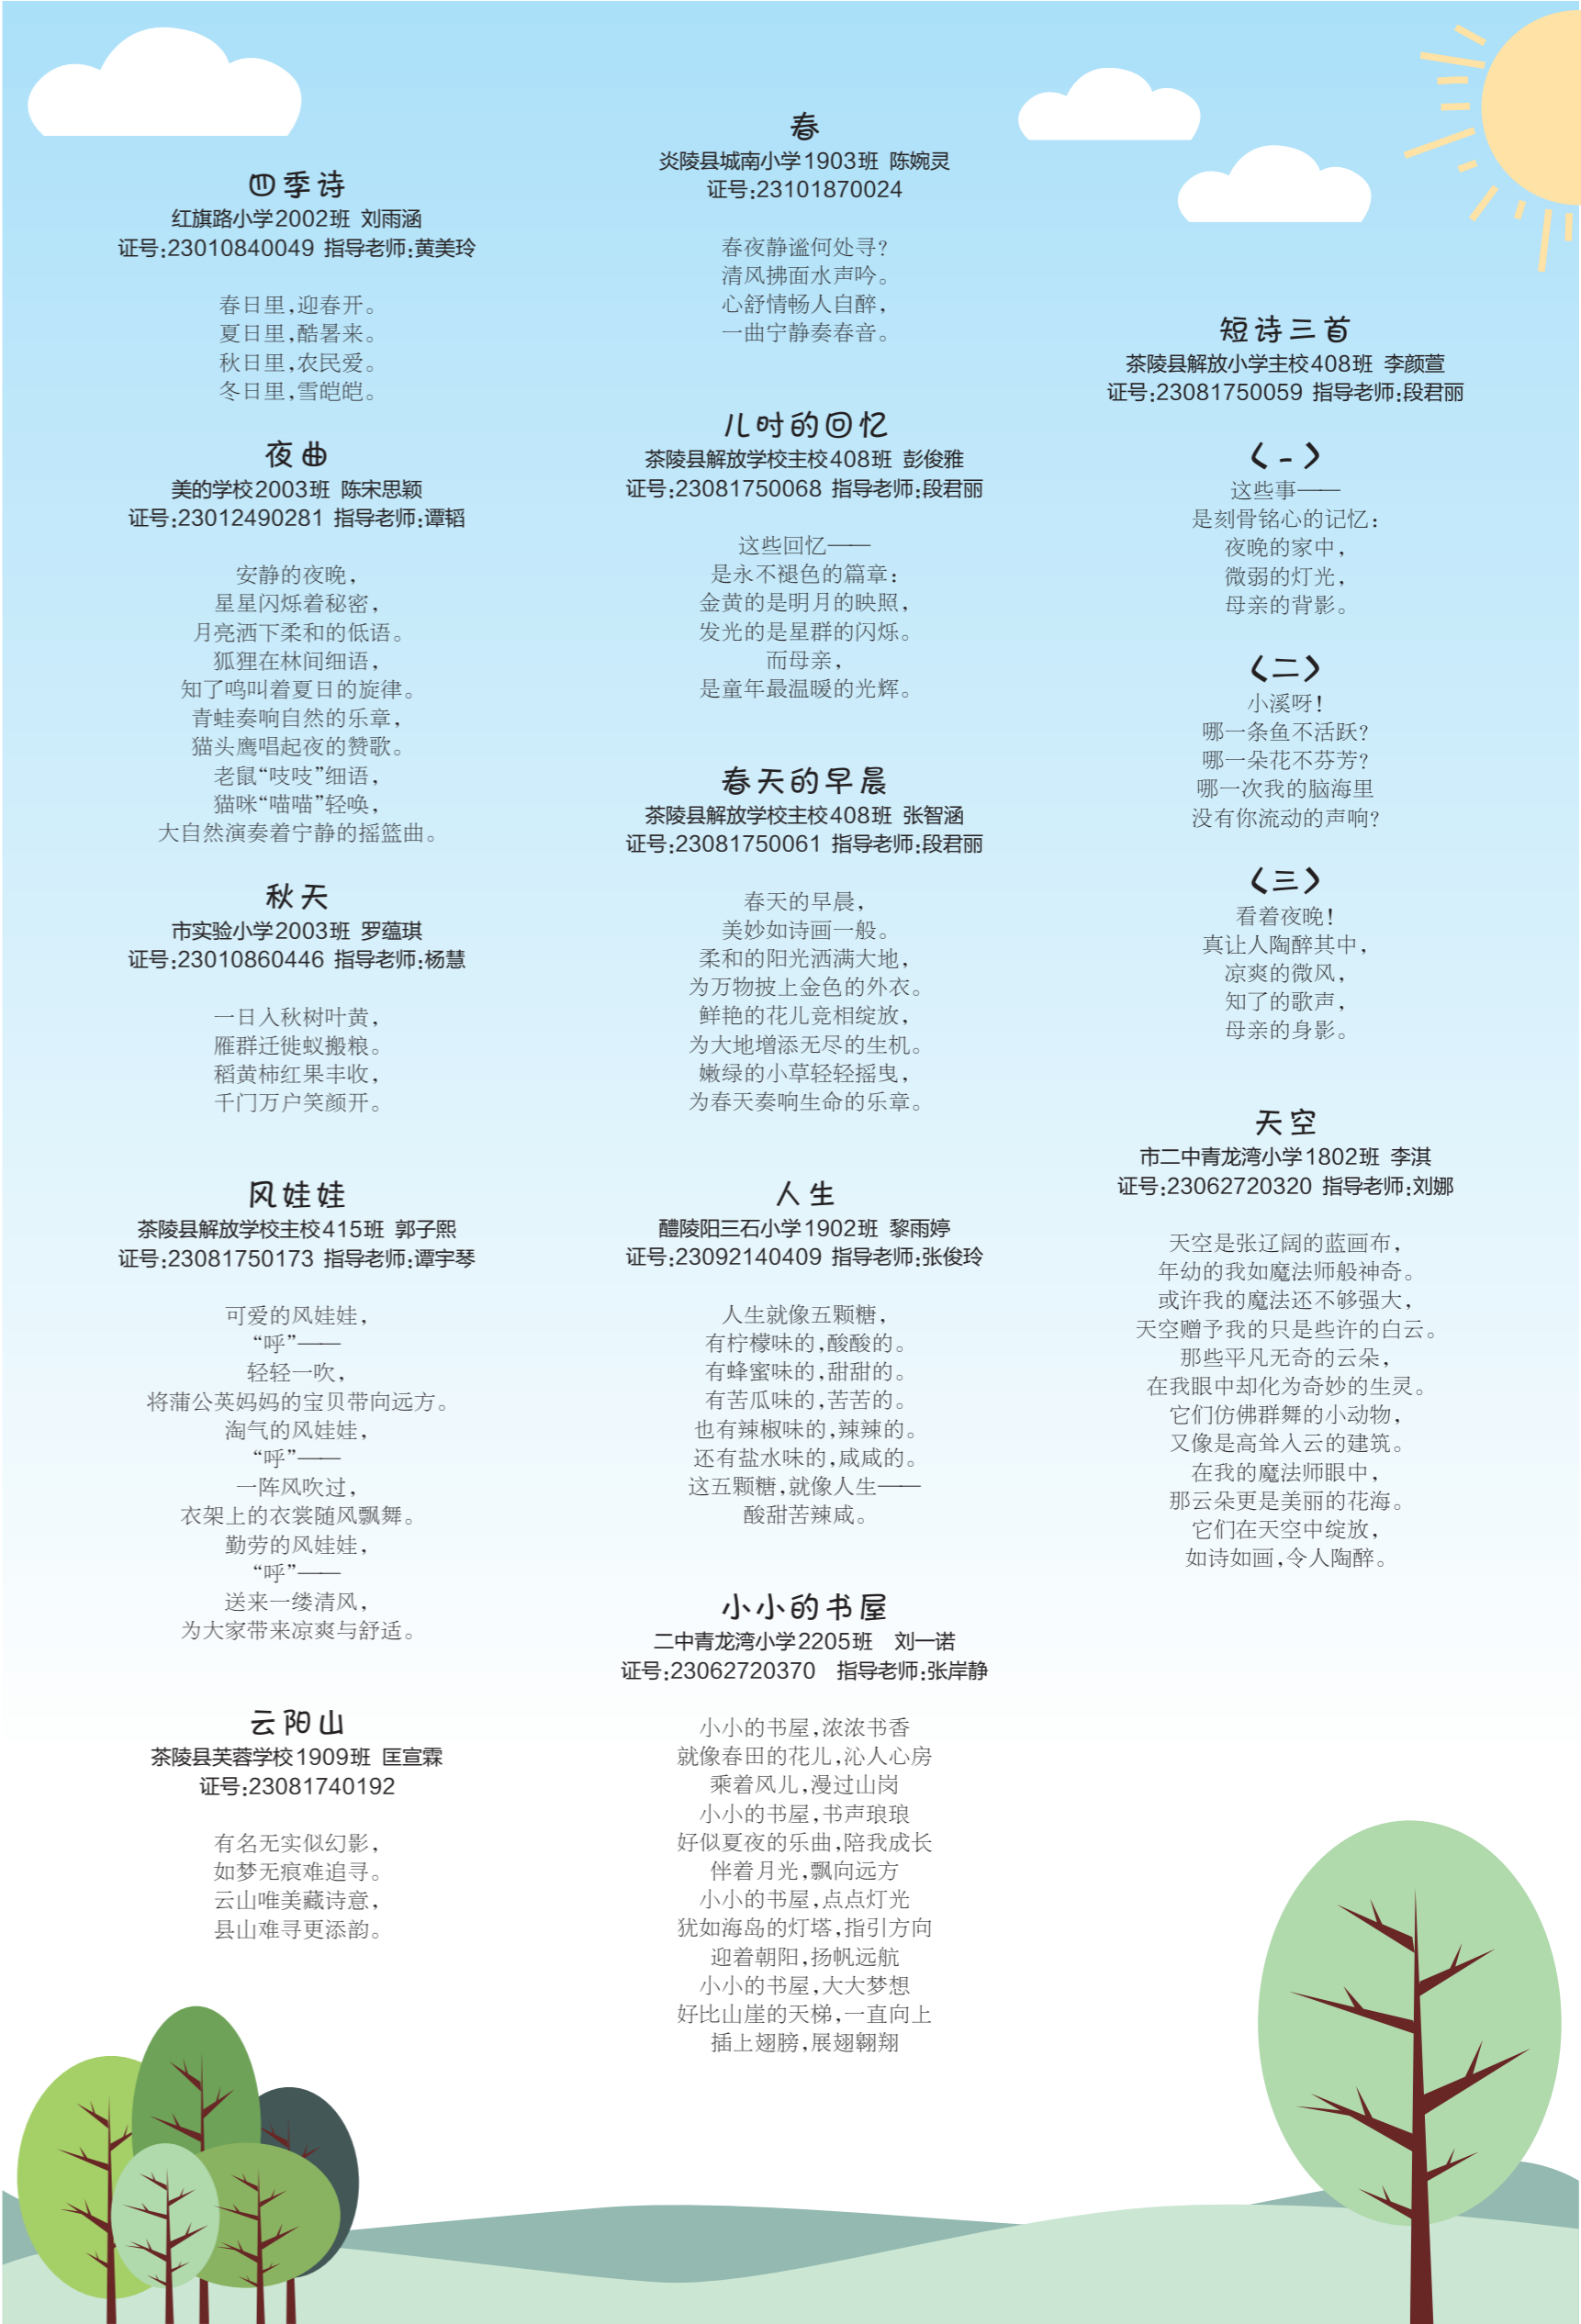 四季诗
红旗路小学2002班 刘雨涵
证号:23010840049 指导老师:黄美玲
春日里,迎春开。
夏日里,酷暑来。
秋日里,农民爱。
冬日里,雪皑皑。
夜曲
美的学校2003班 陈宋思颖
证号:23012490281 指导老师:谭韬
安静的夜晚,
星星闪烁着秘密,
月亮洒下柔和的低语。
狐狸在林间细语,
知了鸣叫着夏日的旋律。
青蛙奏响自然的乐章,
猫头鹰唱起夜的赞歌。
老鼠“吱吱”细语,
猫咪“喵喵”轻唤,
大自然演奏着宁静的摇篮曲。
秋天
市实验小学2003班 罗蕴琪
证号:23010860446 指导老师:杨慧
一日入秋树叶黄,
雁群迁徙蚁搬粮。
稻黄柿红果丰收,
千门万户笑颜开。
风娃娃
茶陵县解放学校主校415班 郭子熙
证号:23081750173 指导老师:谭宇琴
可爱的风娃娃,
“呼”——
轻轻一吹,
将蒲公英妈妈的宝贝带向远方。
淘气的风娃娃,
“呼”——
一阵风吹过,
衣架上的衣裳随风飘舞。
勤劳的风娃娃,
“呼”——
送来一缕清风,
为大家带来凉爽与舒适。
云阳山
茶陵县芙蓉学校1909班 匡宣霖
证号:23081740192
有名无实似幻影,
如梦无痕难追寻。
云山唯美藏诗意,
县山难寻更添韵。
春
炎陵县城南小学1903班 陈婉灵
证号:23101870024
春夜静谧何处寻?
清风拂面水声吟。
心舒情畅人自醉,
一曲宁静奏春音。
儿时的回忆
茶陵县解放学校主校408班 彭俊雅
证号:23081750068 指导老师:段君丽
这些回忆——
是永不褪色的篇章:
金黄的是明月的映照,
发光的是星群的闪烁。
而母亲,
是童年最温暖的光辉。
春天的早晨
茶陵县解放学校主校408班 张智涵
证号:23081750061 指导老师:段君丽
春天的早晨,
美妙如诗画一般。
柔和的阳光洒满大地,
为万物披上金色的外衣。
鲜艳的花儿竞相绽放,
为大地增添无尽的生机。
嫩绿的小草轻轻摇曳,
为春天奏响生命的乐章。
人生
醴陵阳三石小学1902班 黎雨婷
证号:23092140409 指导老师:张俊玲
人生就像五颗糖,
有柠檬味的,酸酸的。
有蜂蜜味的,甜甜的。
有苦瓜味的,苦苦的。
也有辣椒味的,辣辣的。
还有盐水味的,咸咸的。
这五颗糖,就像人生——
酸甜苦辣咸。
小小的书屋
二中青龙湾小学2205班 刘一诺
证号:23062720370 指导老师:张岸静
小小的书屋,浓浓书香
就像春田的花儿,沁人心房
乘着风儿,漫过山岗
小小的书屋,书声琅琅
好似夏夜的乐曲,陪我成长
伴着月光,飘向远方
小小的书屋,点点灯光
犹如海岛的灯塔,指引方向
迎着朝阳,扬帆远航
小小的书屋,大大梦想
好比山崖的天梯,一直向上
插上翅膀,展翅翱翔
短诗三首
茶陵县解放小学主校408班 李颜萱
证号:23081750059 指导老师:段君丽
〈一〉
这些事——
是刻骨铭心的记忆:
夜晚的家中,
微弱的灯光,
母亲的背影。
〈二〉
小溪呀!
哪一条鱼不活跃?
哪一朵花不芬芳?
哪一次我的脑海里
没有你流动的声响?
〈三〉
看着夜晚!
真让人陶醉其中,
凉爽的微风,
知了的歌声,
母亲的身影。
天空
市二中青龙湾小学1802班 李淇
证号:23062720320 指导老师:刘娜
天空是张辽阔的蓝画布,
年幼的我如魔法师般神奇。
或许我的魔法还不够强大,
天空赠予我的只是些许的白云。
那些平凡无奇的云朵,
在我眼中却化为奇妙的生灵。
它们仿佛群舞的小动物,
又像是高耸入云的建筑。
在我的魔法师眼中,
那云朵更是美丽的花海。
它们在天空中绽放,
如诗如画,令人陶醉。